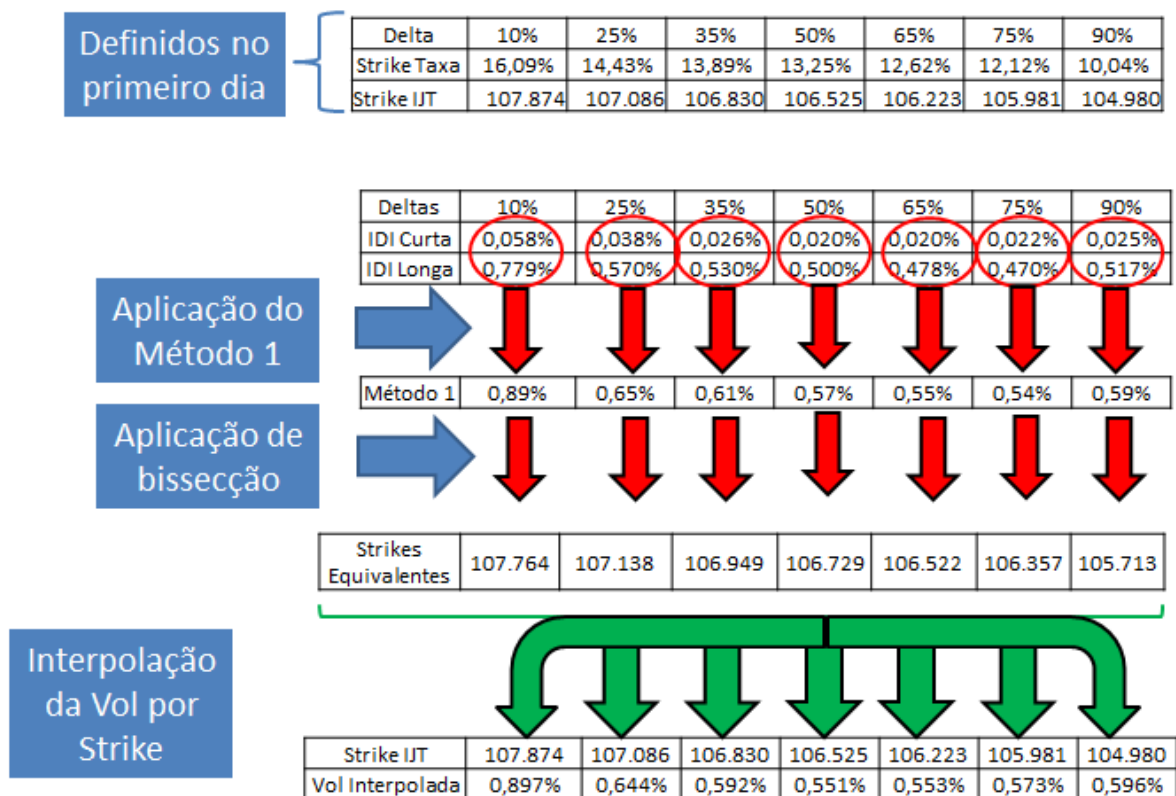 Definidos no
primeiro dia
Delta 10% 25% 35% 50% 65% 75% 90%
Strike Taxa 16,09% 14,43% 13,89% 13,25% 12,62% 12,12% 10,04%
Strike IJT 107.874 107.086 106.830 106.525 106.223 105.981 104.980
Deltas 10% 25% 35% 50% 65% 75% 90%
IDI Curta 0,058% 0,038% 0,026% 0,020% 0,020% 0,022% 0,025%
IDI Longa 0,779% 0,570% 0,530% 0,500% 0,478% 0,470% 0,517%
Aplicação do
Método 1
Método 1 0,89% 0,65% 0,61% 0,57% 0,55% 0,54% 0,59%
Aplicação de
bissecção
Strikes
Equivalentes 107.764 107.138 106.949 106.729 106.522 106.357 105.713
Interpolação
da Vol por
Strike
Strike IJT 107.874 107.086 106.830 106.525 106.223 105.981 104.980
Vol Interpolada 0,897% 0,644% 0,592% 0,551% 0,553% 0,573% 0,596%